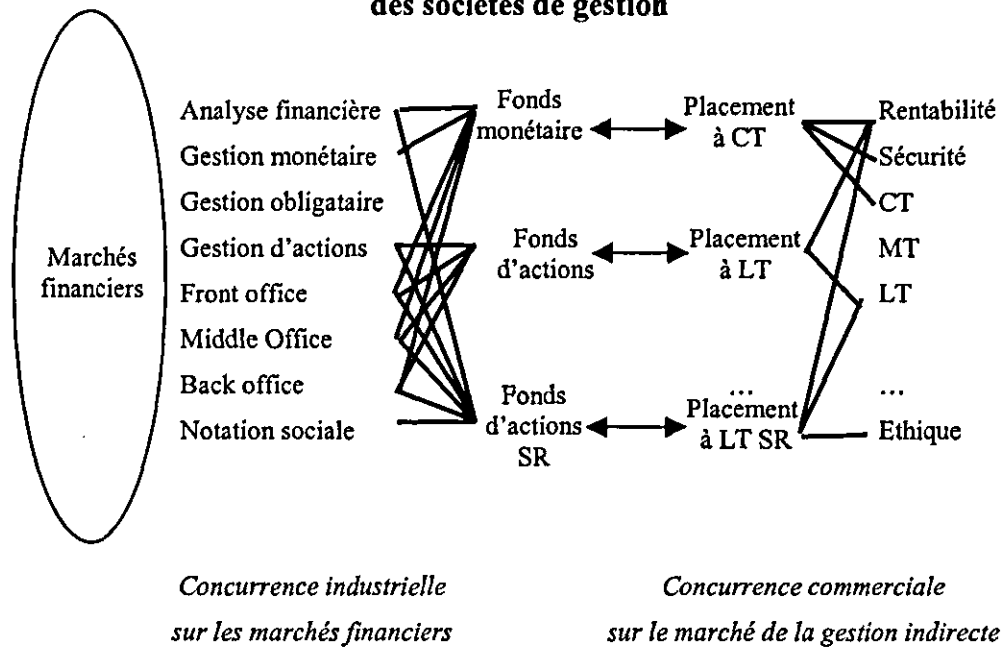 des sociétés de gestion
Marchés
financiers
Analyse financière
Gestion monétaire
Gestion obligataire
Gestion d'actions
Front office
Middle Office
Back office
Notation sociale
Fonds
monétaire
Fonds
d'actions
Fonds
d'actions
SR
Placement
à CT
Placement
à LT
...
Placement
à LT SR
Rentabilité
Sécurité
CT
MT
LT
...
Ethique
Concurrence industrielle
sur les marchés financiers
Concurrence commerciale
sur le marché de la gestion indirecte